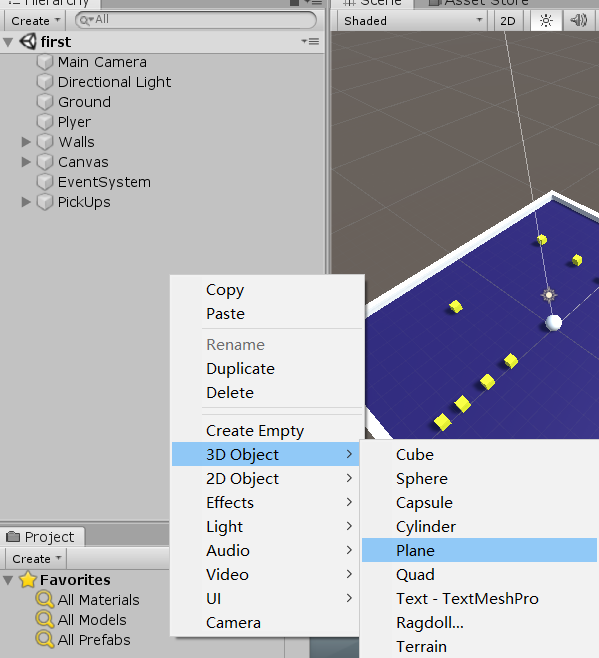 Hierarchy
Scene
Asset Store
Create
All
Shaded
2D
first
Main Camera
Directional Light
Ground
Plyer
Walls
Canvas
EventSystem
PickUps
Copy
Paste
Rename
Duplicate
Delete
Create Empty
3D Object
2D Object
Effects
Light
Audio
Video
UI
Camera
Cube
Sphere
Capsule
Cylinder
Plane
Quad
Text - TextMeshPro
Ragdoll...
Terrain
Project
Create
Favorites
All Materials
All Models
All Prefabs